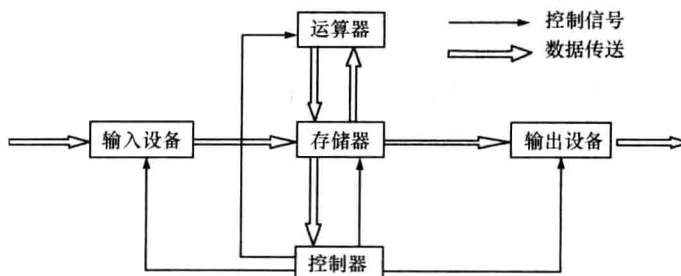 运算器
控制信号
数据传送
输入设备
存储器
输出设备
控制器